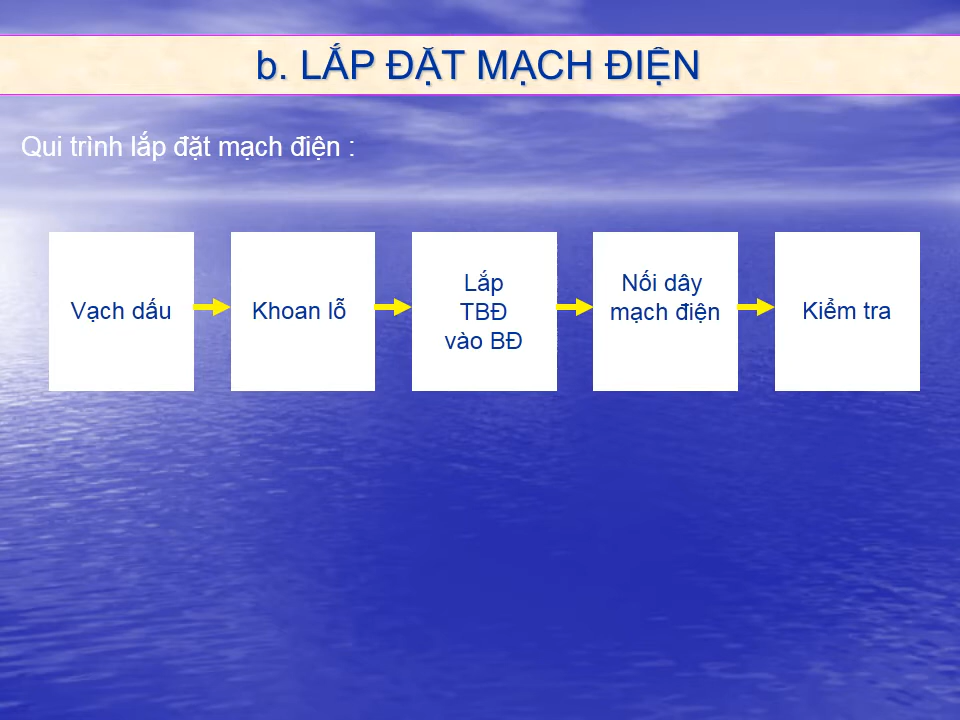 b. LẮP ĐẶT MẠCH ĐIỆN
Qui trình lắp đặt mạch điện :
Vạch dấu
Khoan lỗ
Lắp
TBĐ
vào BĐ
Nối dây
mạch điện
Kiểm tra